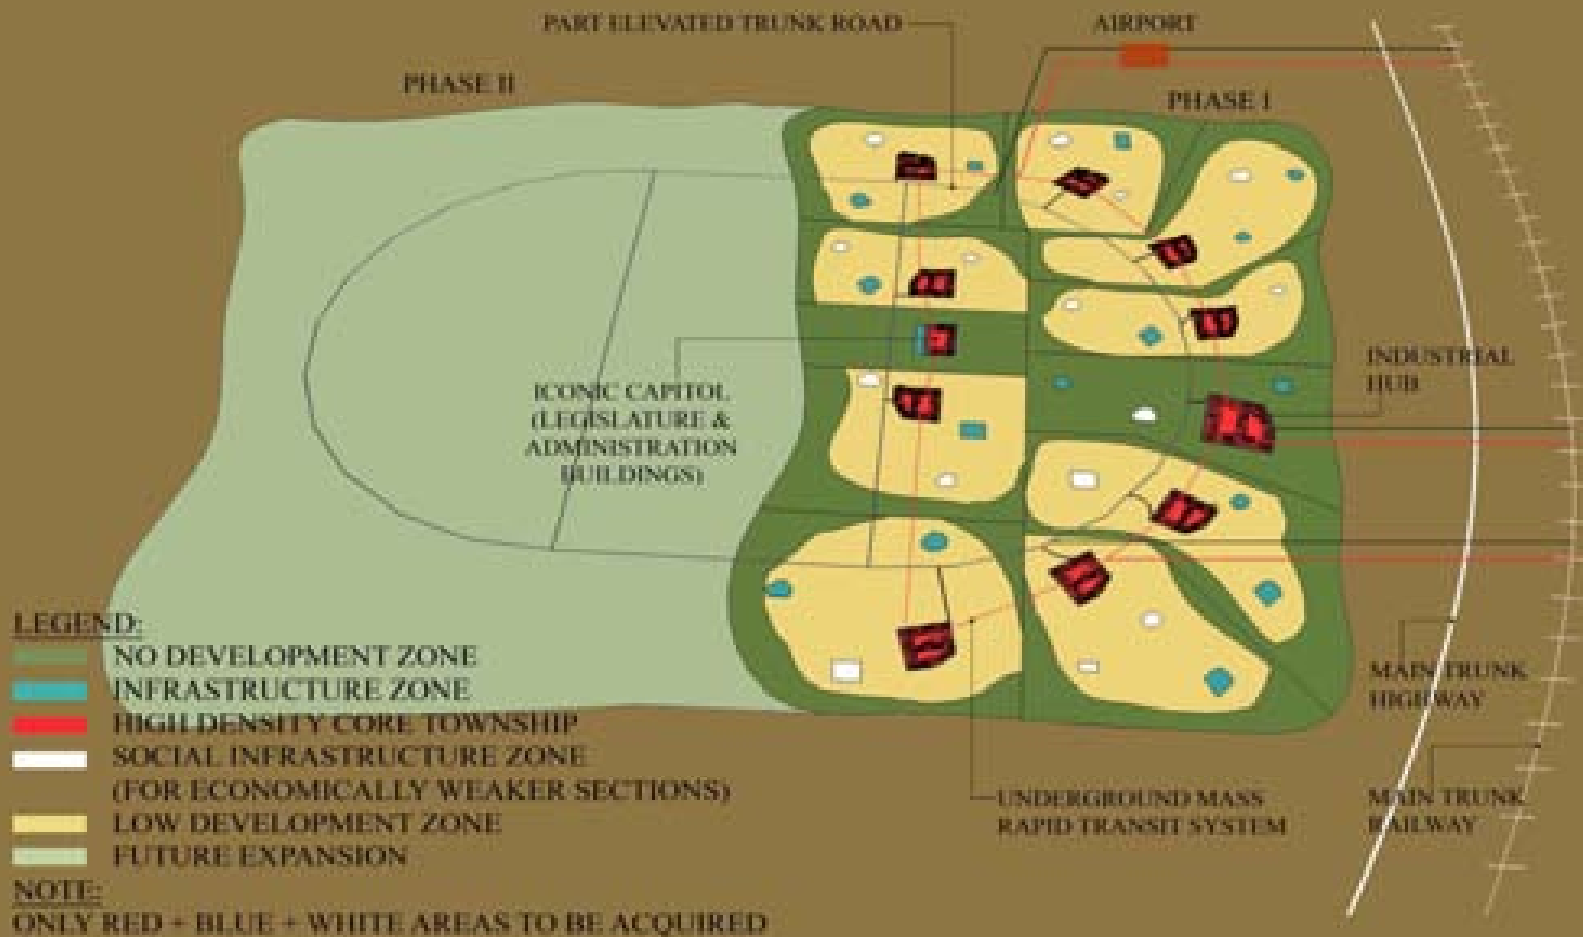 PART ELEVATED TRUNK ROAD
AIRPORT
PHASE II
PHASE I
INDUSTRIAL
HUB
ICONIC CAPITOL
(LEGISLATURE &
ADMINISTRATION
BUILDINGS)
LEGEND:
NO DEVELOPMENT ZONE
INFRASTRUCTURE ZONE
HIGH DENSITY CORE TOWNSHIP
SOCIAL INFRASTRUCTURE ZONE
(FOR ECONOMICALLY WEAKER SECTIONS)
LOW DEVELOPMENT ZONE
FUTURE EXPANSION
NOTE:
ONLY RED + BLUE + WHITE AREAS TO BE ACQUIRED
MAIN TRUNK
HIGHWAY
UNDERGROUND MASS
RAPID TRANSIT SYSTEM
MAIN TRUNK
RAILWAY